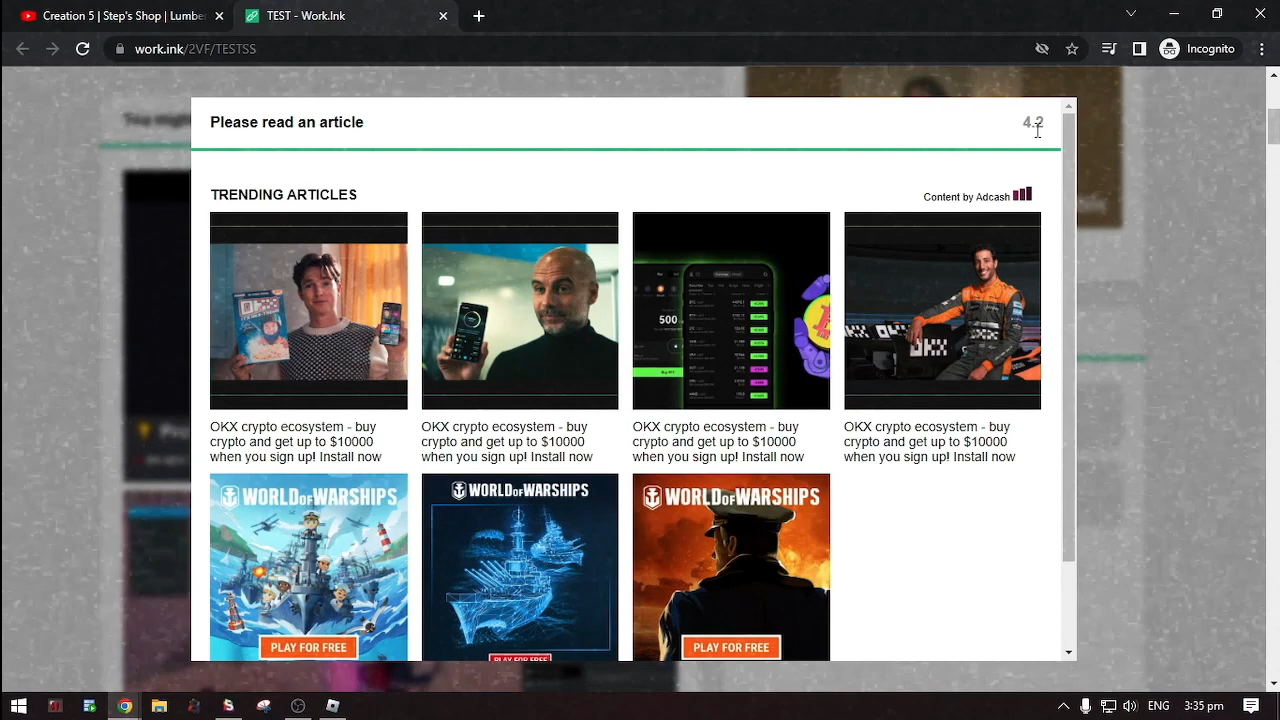 Creation 5 | Step's Shop | Lumber
TEST - Work.Ink
work.ink/2VF/TESTSS
Incognito
Please read an article
TRENDING ARTICLES
Content by Adcash
OKX crypto ecosystem - buy crypto and get up to $10000 when you sign up! Install now
OKX crypto ecosystem - buy crypto and get up to $10000 when you sign up! Install now
OKX crypto ecosystem - buy crypto and get up to $10000 when you sign up! Install now
OKX crypto ecosystem - buy crypto and get up to $10000 when you sign up! Install now
WORLD OF WARSHIPS
PLAY FOR FREE
WORLD OF WARSHIPS
PLAY FOR FREE
WORLD OF WARSHIPS
PLAY FOR FREE
ENG
3:35 pm